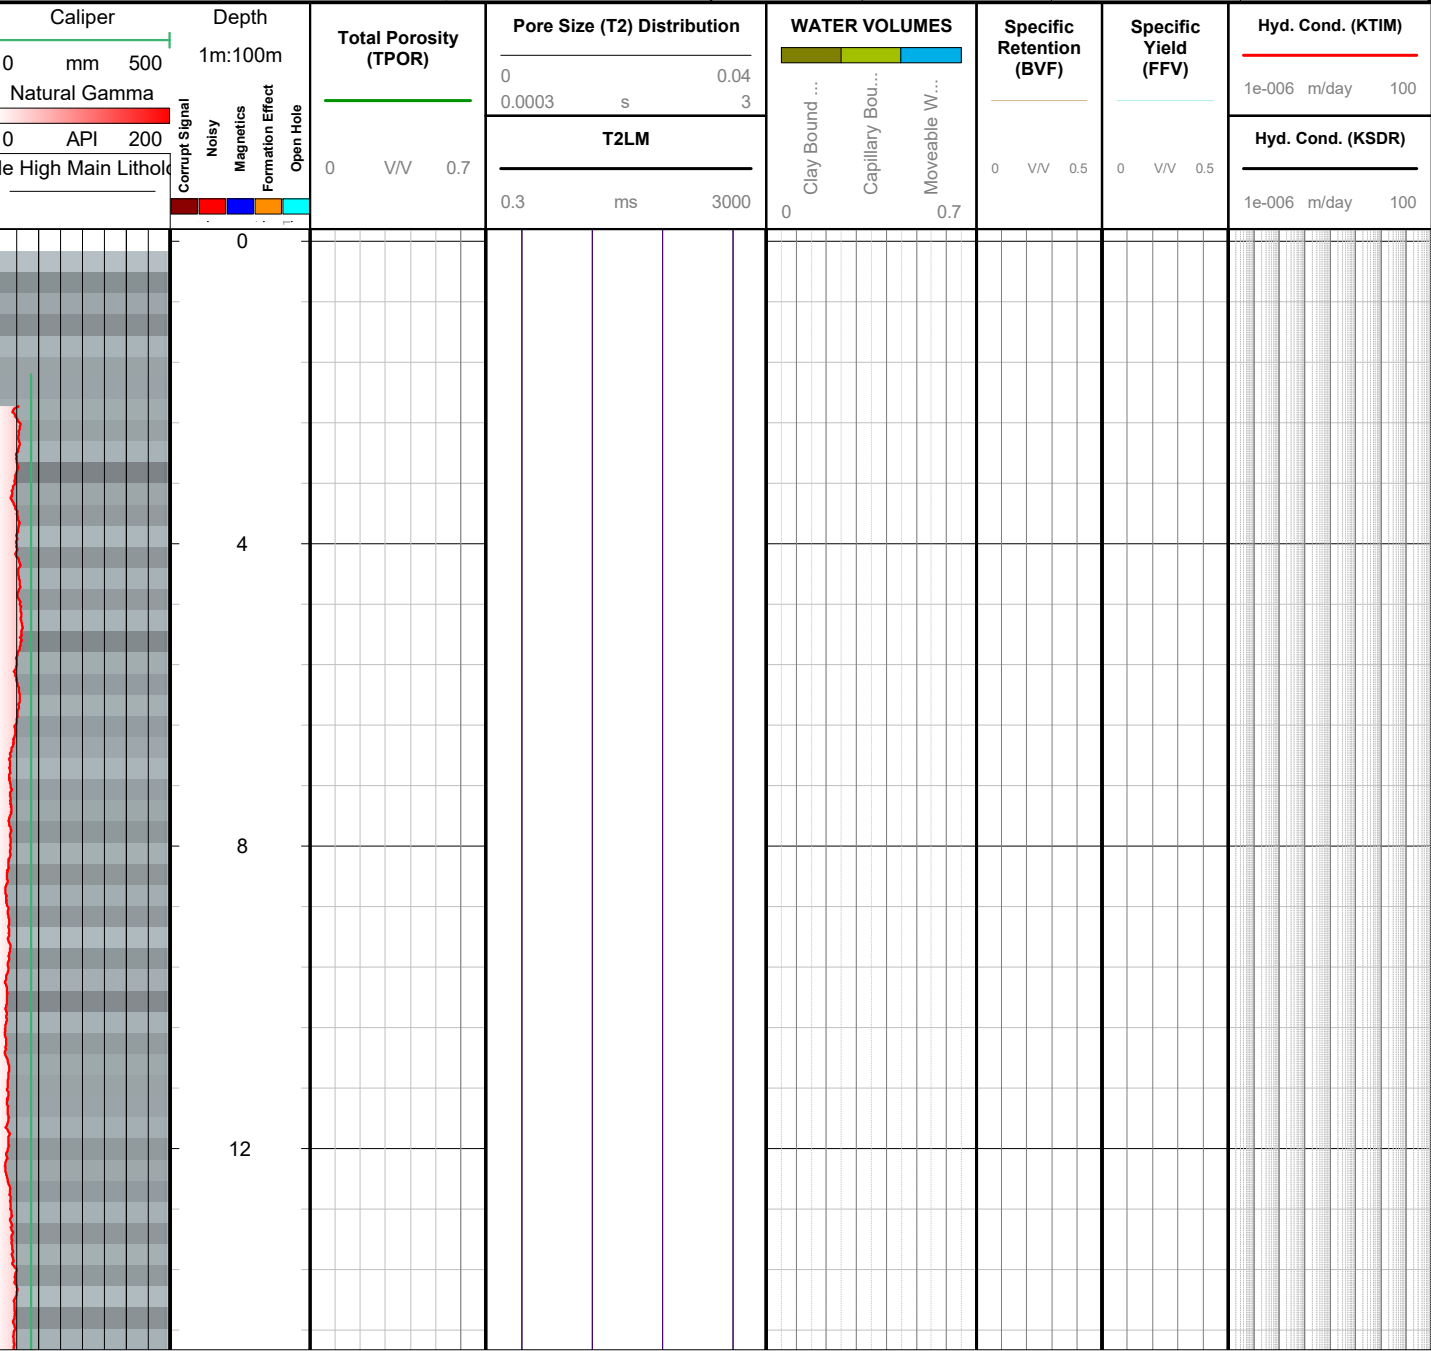 Caliper
0 mm 500
Natural Gamma
0 API 200
le High Main Litholo
Depth
1m:100m
Corrupt Signal
Noisy
Magnetics
Formation Effect
Open Hole
Total Porosity
(TPOR)
0 V/V 0.7
Pore Size (T2) Distribution
0 0.04
0.0003 s 3
T2LM
0.3 ms 3000
WATER VOLUMES
Clay Bound ...
Capillary Bou...
Moveable W...
0 0.7
Specific
Retention
(BVF)
0 V/V 0.5
Specific
Yield
(FFV)
0 V/V 0.5
Hyd. Cond. (KTIM)
1e-006 m/day 100
Hyd. Cond. (KSDR)
1e-006 m/day 100
0
4
8
12